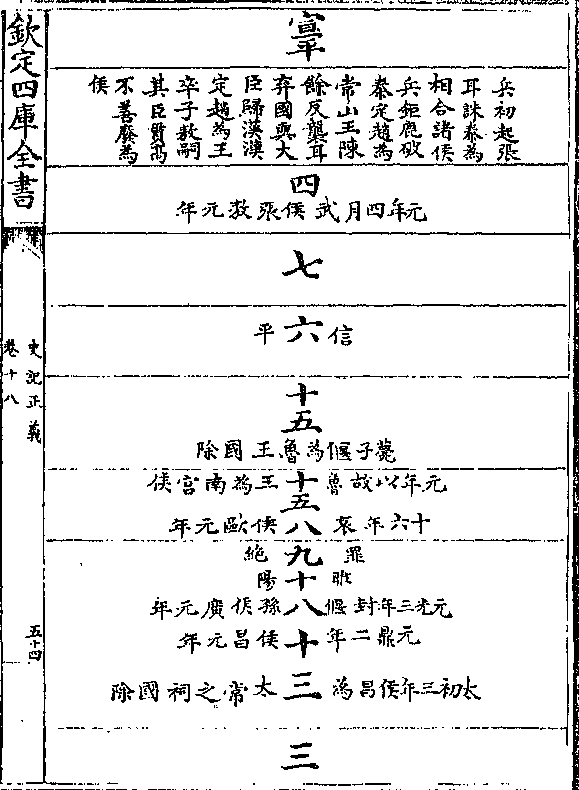 宣平
兵初起張
耳誅秦為
相合諸侯
兵鉅鹿破
秦定趙為
常山王陳
餘反襲耳
棄國與大
臣歸漢漢
定趙為王
卒子敖嗣
其臣貫高
不善廢為
侯
四
元年四月武侯張敖元年
七
信六平
十五
薨子偃為魯王國除
十五
元年以故魯王為南宮侯
八
十六年哀侯歐元年
九
罪絕
十八
睢陽
元光三年封偃孫侯廣元年
十三
元鼎二年侯昌元年
太初三年侯昌為太常之祠國除
三
欽定四庫全書
史記正義
卷十八
五十四